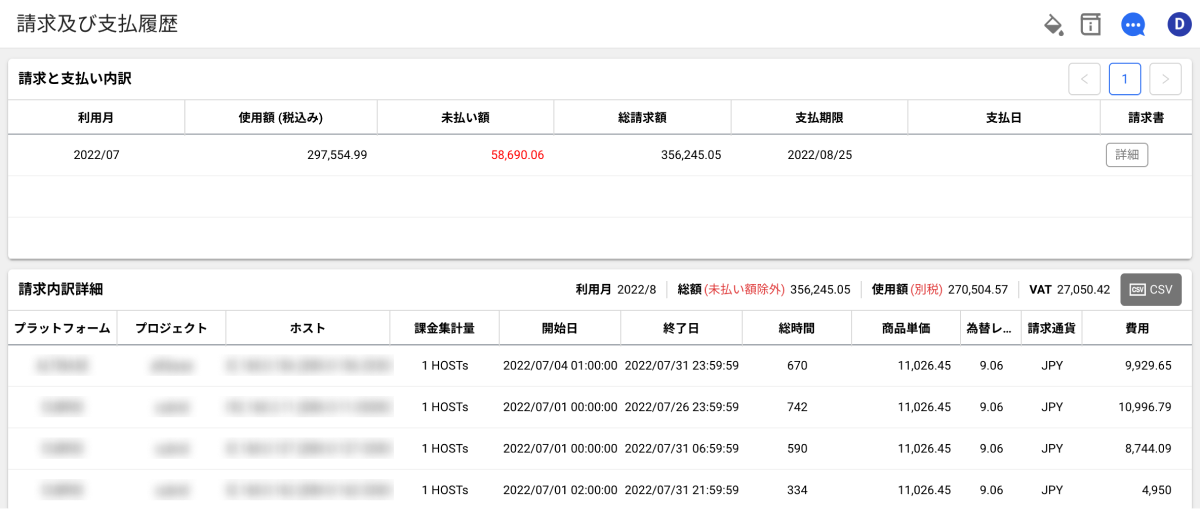 請求及び支払履歴
D
請求と支払い内訳
1
利用月 使用額 (税込み) 未払い額 総請求額 支払期限 支払日 請求書
2022/07 297,554.99 58,690.06 356,245.05 2022/08/25 詳細
請求内訳詳細 利用月 2022/8 総額(未払い額除外) 356,245.05 使用額(別税) 270,504.57 VAT 27,050.42 CSV CSV
プラットフォーム プロジェクト ホスト 課金集計量 開始日 終了日 総時間 商品単価 為替レ... 請求通貨 費用
1 HOSTs 2022/07/04 01:00:00 2022/07/31 23:59:59 670 11,026.45 9.06 JPY 9,929.65
1 HOSTs 2022/07/01 00:00:00 2022/07/26 23:59:59 742 11,026.45 9.06 JPY 10,996.79
1 HOSTs 2022/07/01 00:00:00 2022/07/31 06:59:59 590 11,026.45 9.06 JPY 8,744.09
1 HOSTs 2022/07/01 02:00:00 2022/07/31 21:59:59 334 11,026.45 9.06 JPY 4,950